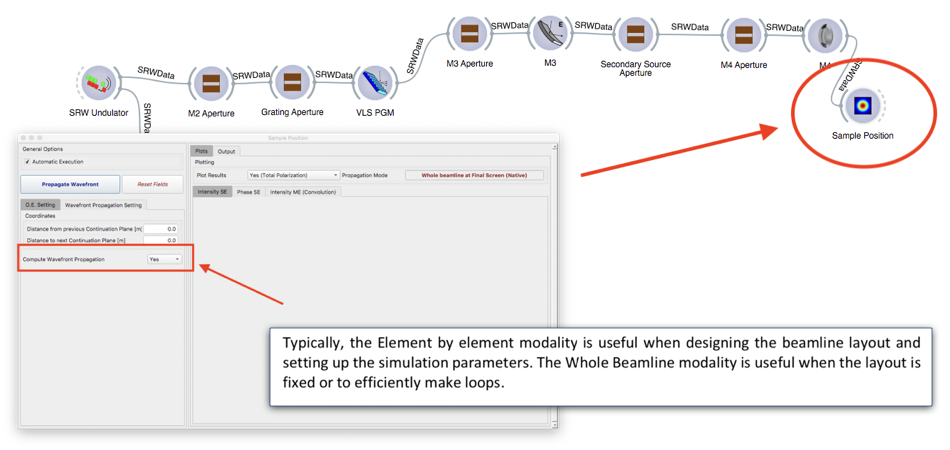 SRWData
SRWData
SRWData
SRWData
M3 Aperture
M3
Secondary Source
Aperture
M4 Aperture
SRWData
SRWData
SRWData
SRWData
E
SRWData
SRW Undulator
M2 Aperture
Grating Aperture
VLS PGM
SRWData
Sample Position
Sample Position
General Options
Automatic Execution
Propagate Wavefront
Reset Fields
O.E. Setting
Wavefront Propagation Setting
Coordinates
Distance from previous Continuation Plane [m]
0.0
Distance to next Continuation Plane [m]
0.0
Compute Wavefront Propagation
Yes
Plots
Output
Plotting
Plot Results
Yes (Total Polarization)
Propagation Mode
Whole beamline at Final Screen (Native)
Intensity SE
Phase SE
Intensity ME (Convolution)
Typically, the Element by element modality is useful when designing the beamline layout and
setting up the simulation parameters. The Whole Beamline modality is useful when the layout is
fixed or to efficiently make loops.